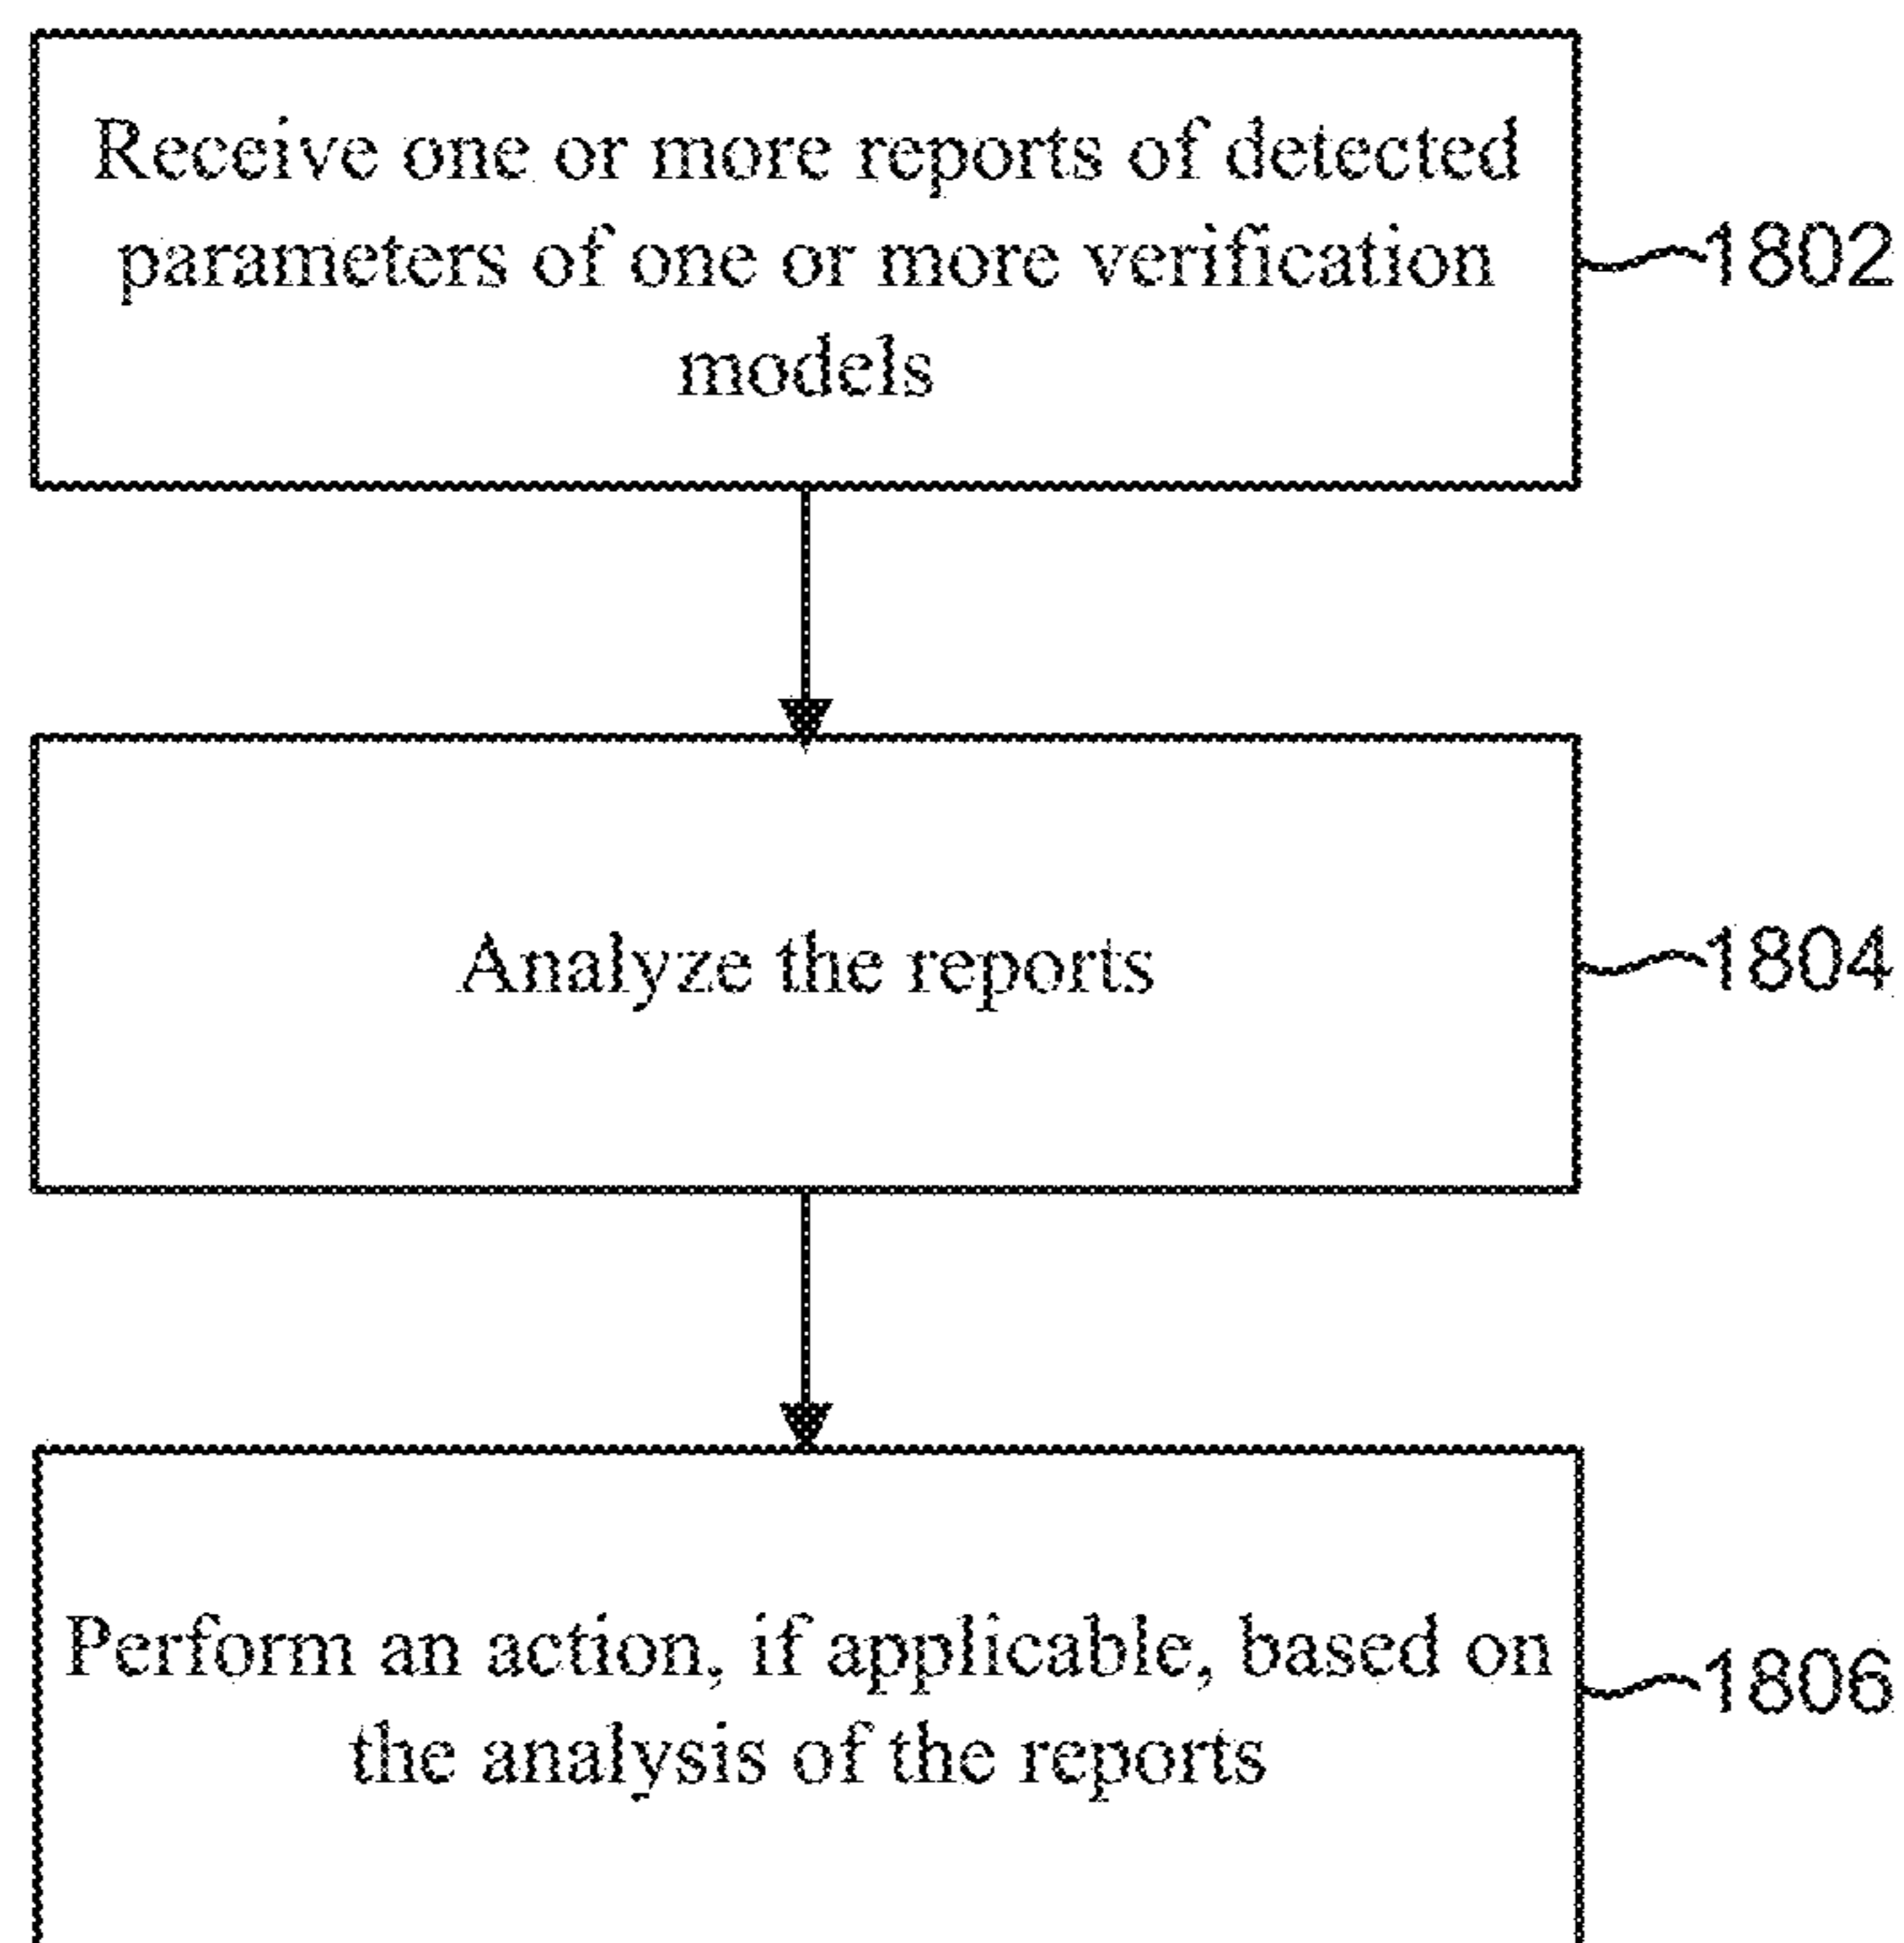 Receive one or more reports of detected
parameters of one or more verification
models
1802
Analyze the reports
1804
Perform an action, if applicable, based on
the analysis of the reports
1806